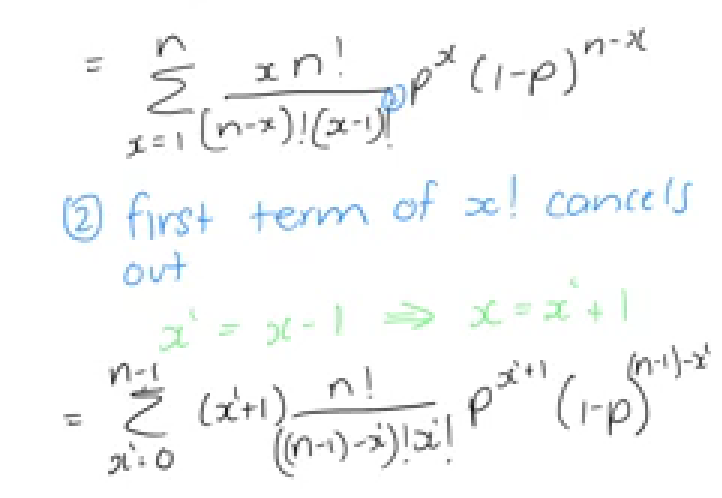 = \sum_{x=1}^{n} \frac{x n!}{(n-x)!(x-1)!}^{②} p^{x} (1-p)^{n-x}
② first term of x! cancels
out
x' = x-1 ⇒ x = x'+1
= \sum_{x'=0}^{n-1} (x'+1) \frac{n!}{((n-1)-x')!x'!} p^{x'+1} (1-p)^{(n-1)-x'}